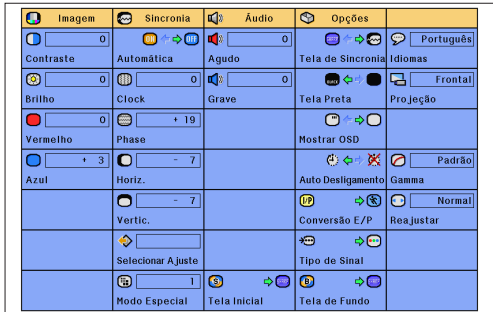 Imagem Sincronia Áudio Opções
0 ON OFF 0 Português
Contraste Automática Agudo Tela de Sincronia Idiomas
0 0 0 Frontal
Brilho Clock Grave Tela Preta Projeção
0 + 19
Vermelho Phase Mostrar OSD
+ 3 - 7 Padrão
Azul Horiz. Auto Desligamento Gamma
- 7 I/P Normal
Vertic. Conversão E/P Reajustar
Selecionar Ajuste Tipo de Sinal
1 S B
Modo Especial Tela Inicial Tela de Fundo